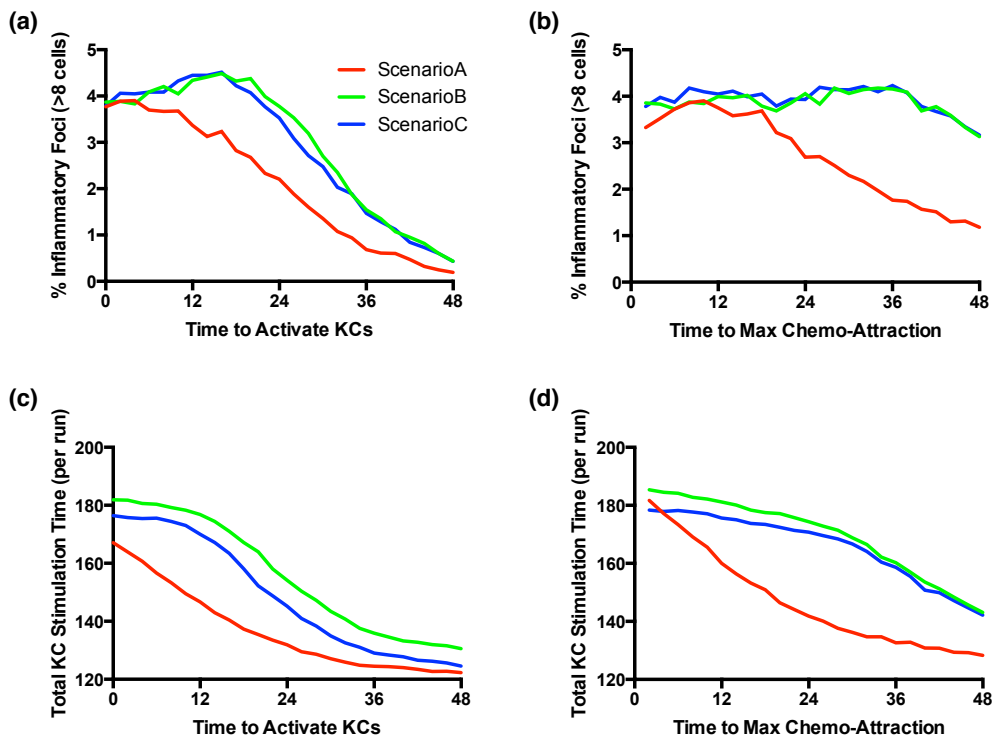 (a)
% Inflammatory Foci (>8 cells)
5
4
3
2
1
0
0 12 24 36 48
Time to Activate KCs
ScenarioA
ScenarioB
ScenarioC
(b)
% Inflammatory Foci (>8 cells)
5
4
3
2
1
0
0 12 24 36 48
Time to Max Chemo-Attraction
(c)
Total KC Stimulation Time (per run)
200
180
160
140
120
0 12 24 36 48
Time to Activate KCs
(d)
Total KC Stimulation Time (per run)
200
180
160
140
120
0 12 24 36 48
Time to Max Chemo-Attraction